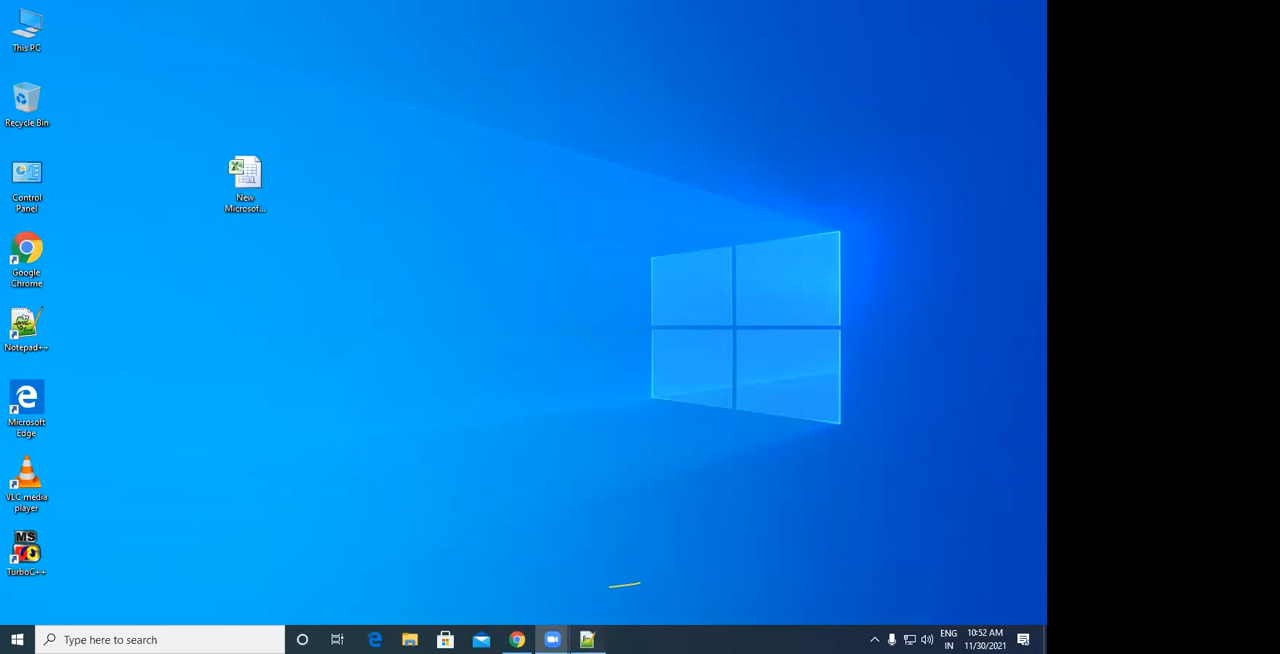 This PC
Recycle Bin
Control
Panel
Google
Chrome
Notepad++
Microsoft
Edge
VLC media
player
MS
TurboC++
New
Microsof...
Type here to search
ENG
IN
10:52 AM
11/30/2021